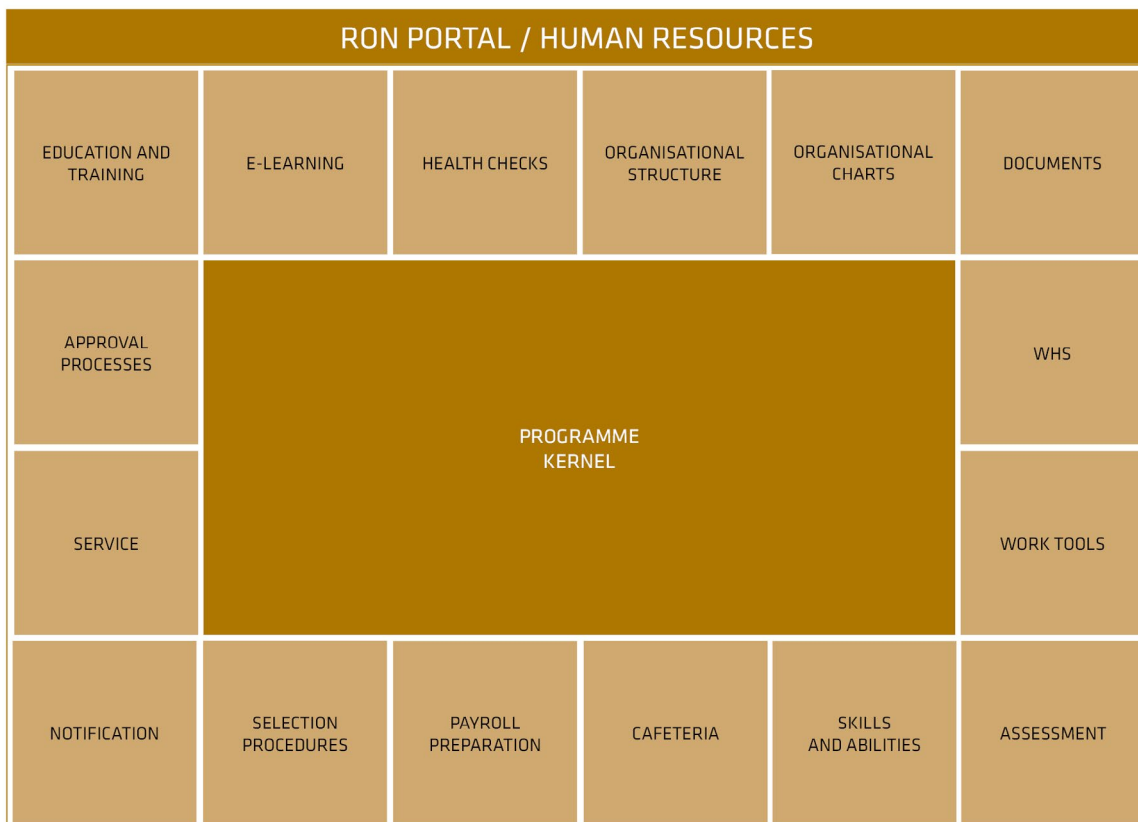 RON PORTAL / HUMAN RESOURCES
EDUCATION AND
TRAINING
E-LEARNING
HEALTH CHECKS
ORGANISATIONAL
STRUCTURE
ORGANISATIONAL
CHARTS
DOCUMENTS
APPROVAL
PROCESSES
PROGRAMME
KERNEL
WHS
SERVICE
WORK TOOLS
NOTIFICATION
SELECTION
PROCEDURES
PAYROLL
PREPARATION
CAFETERIA
SKILLS
AND ABILITIES
ASSESSMENT